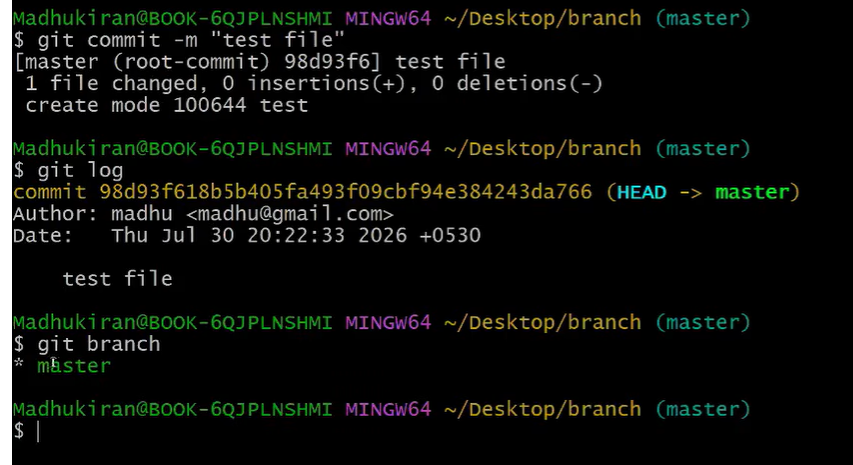 Madhukiran@BOOK-6QJPLNSHMI MINGW64 ~/Desktop/branch (master)
$ git commit -m "test file"
[master (root-commit) 98d93f6] test file
 1 file changed, 0 insertions(+), 0 deletions(-)
 create mode 100644 test

Madhukiran@BOOK-6QJPLNSHMI MINGW64 ~/Desktop/branch (master)
$ git log
commit 98d93f618b5b405fa493f09cbf94e384243da766 (HEAD -> master)
Author: madhu <madhu@gmail.com>
Date:   Thu Jul 30 20:22:33 2026 +0530

    test file

Madhukiran@BOOK-6QJPLNSHMI MINGW64 ~/Desktop/branch (master)
$ git branch
* master

Madhukiran@BOOK-6QJPLNSHMI MINGW64 ~/Desktop/branch (master)
$